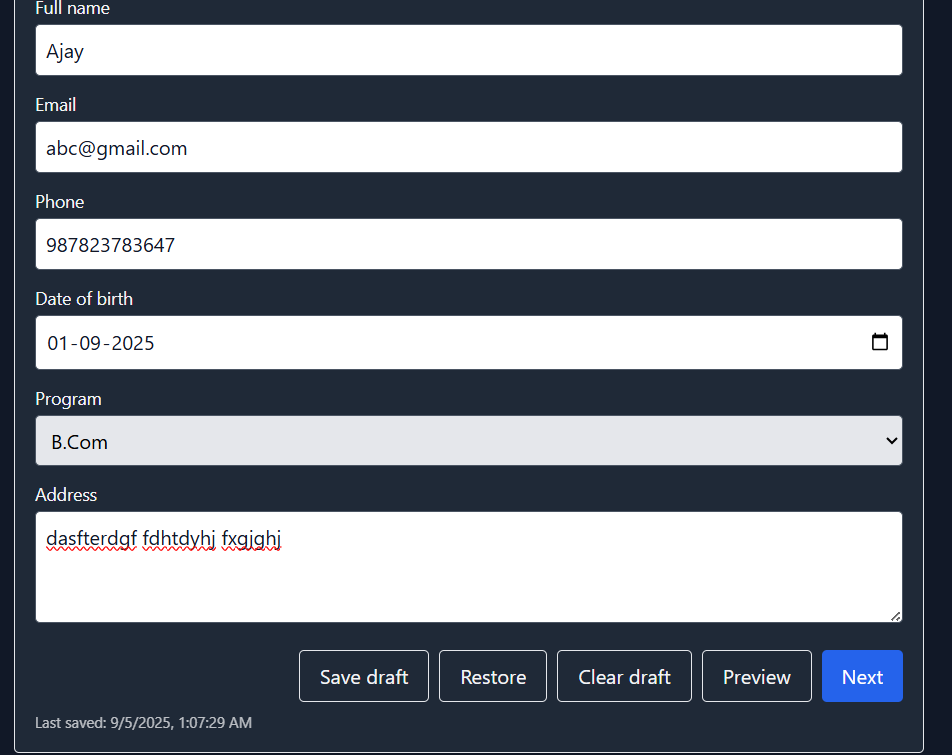 Full name
Ajay
Email
abc@gmail.com
Phone
987823783647
Date of birth
01-09-2025
Program
B.Com
Address
dasfterdgf fdhtdyhj fxgjghj
Save draft Restore Clear draft Preview Next
Last saved: 9/5/2025, 1:07:29 AM